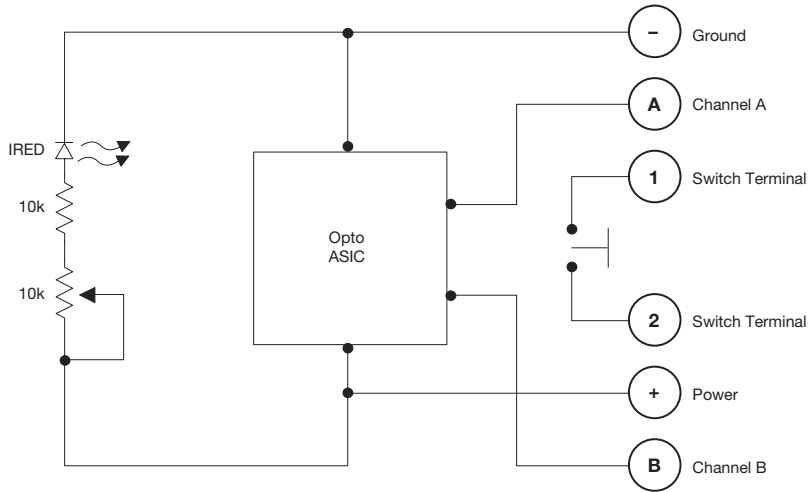 − Ground
A Channel A
IRED
1 Switch Terminal
10k
Opto
ASIC
10k
2 Switch Terminal
+ Power
B Channel B